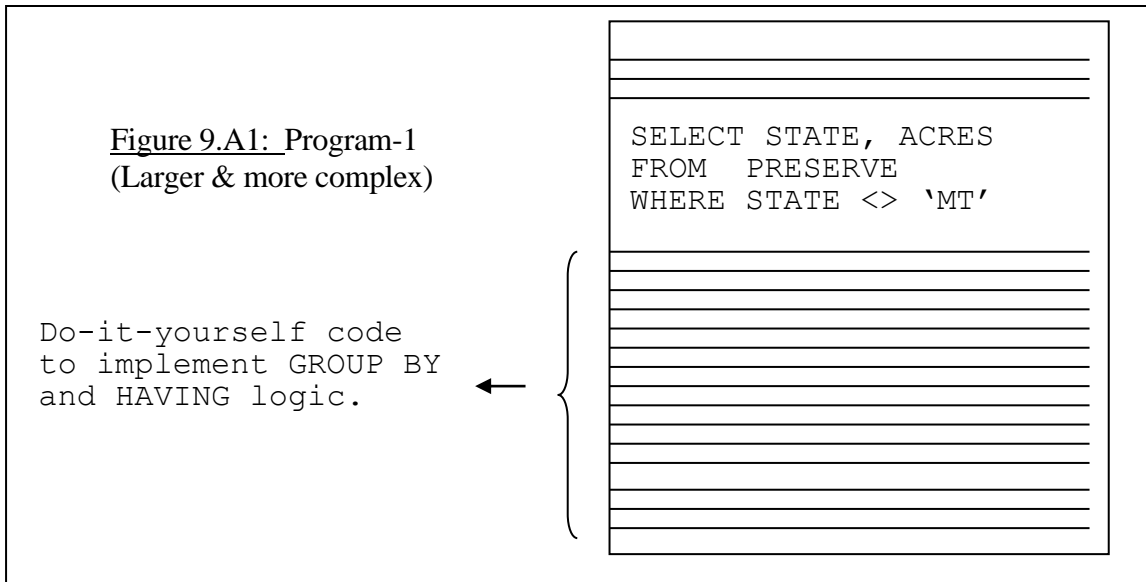 Figure 9.A1: Program-1
(Larger & more complex)
SELECT STATE, ACRES
FROM PRESERVE
WHERE STATE <> ‘MT’
Do-it-yourself code
to implement GROUP BY
and HAVING logic.